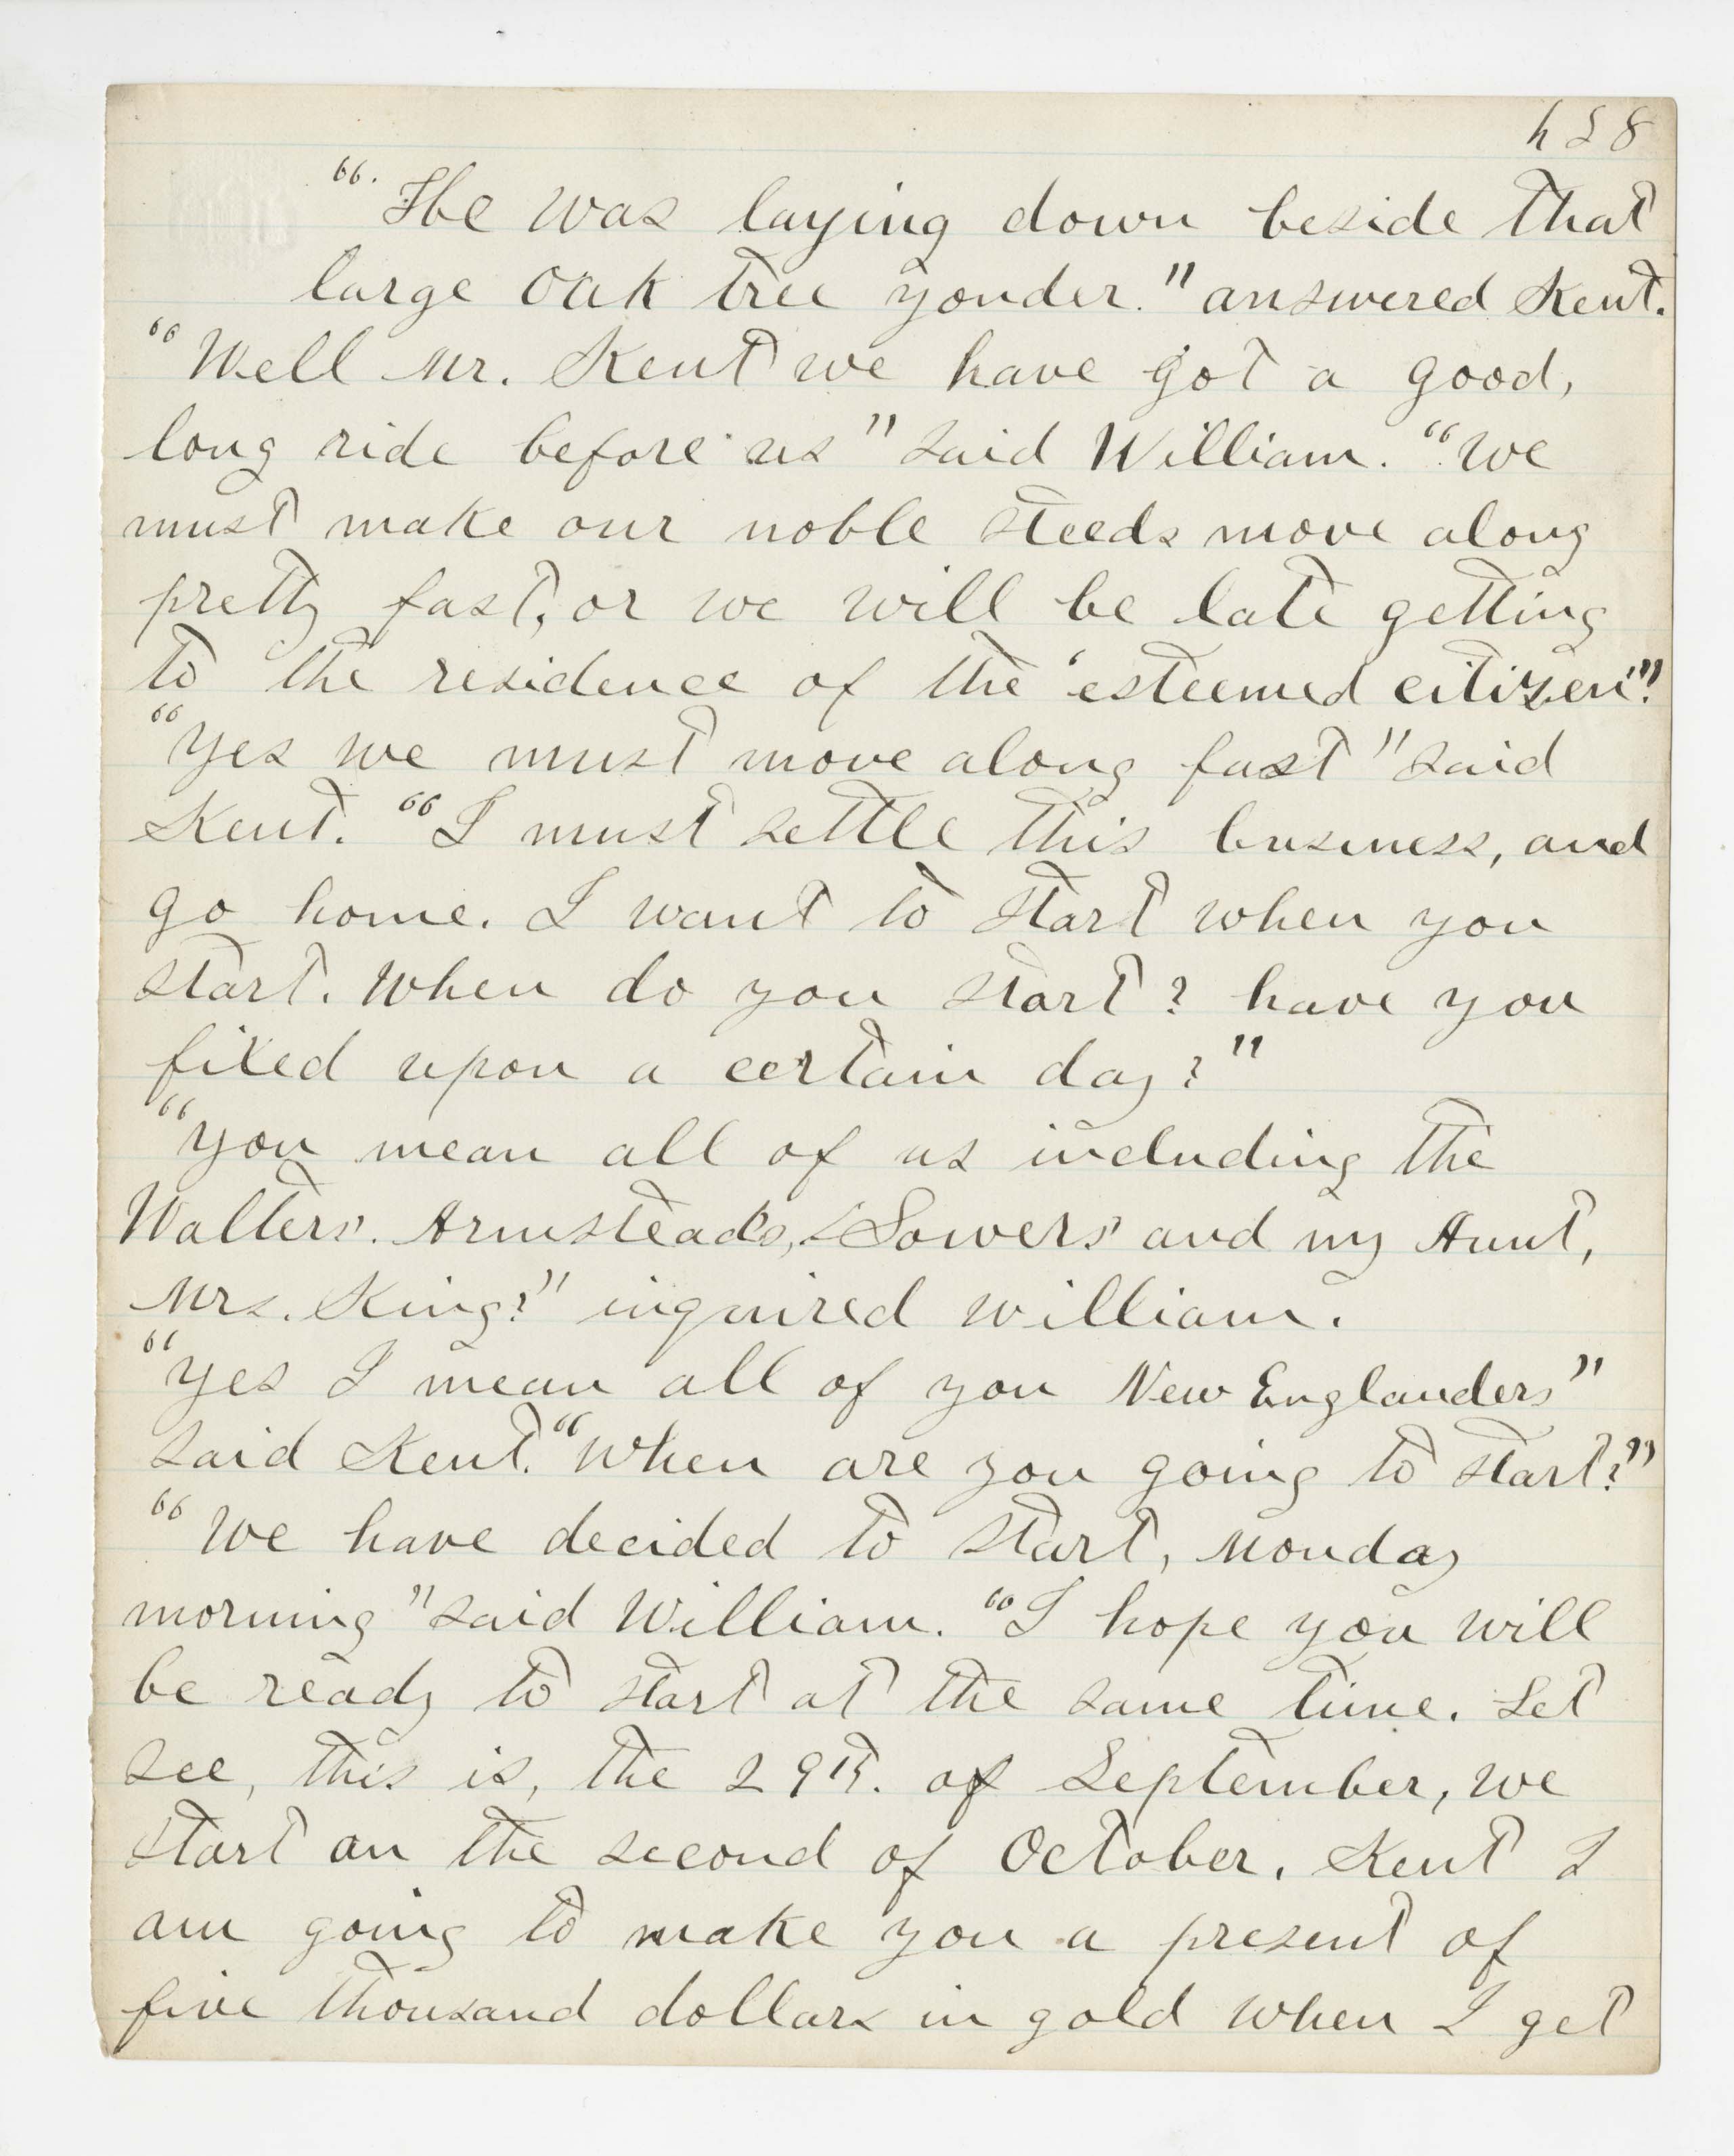 428
"He was laying down beside that
large oak tree yonder." answered Kent.
"Well Mr. Kent we have got a good,
long ride before us" said William. "We
must make our noble steeds move along
pretty fast, or we will be late getting
to the residence of the 'esteemed citizen'".
"Yes we must move along fast" said
Kent. "I must settle this business, and
go home. I want to start when you
start. When do you start? have you
fixed upon a certain day?"
"You mean all of us including the
Walters'. Armsteads, Sowers' and my Aunt,
Mrs. King?" inquired William.
"Yes I mean all of you New Englanders"
said Kent. "When are you going to start?"
"We have decided to start, Monday
morning" said William. "I hope you will
be ready to start at the same time. Let
see, this is, the 29th. of September, we
start on the second of October. Kent I
am going to make you a present of
five thousand dollars in gold when I get